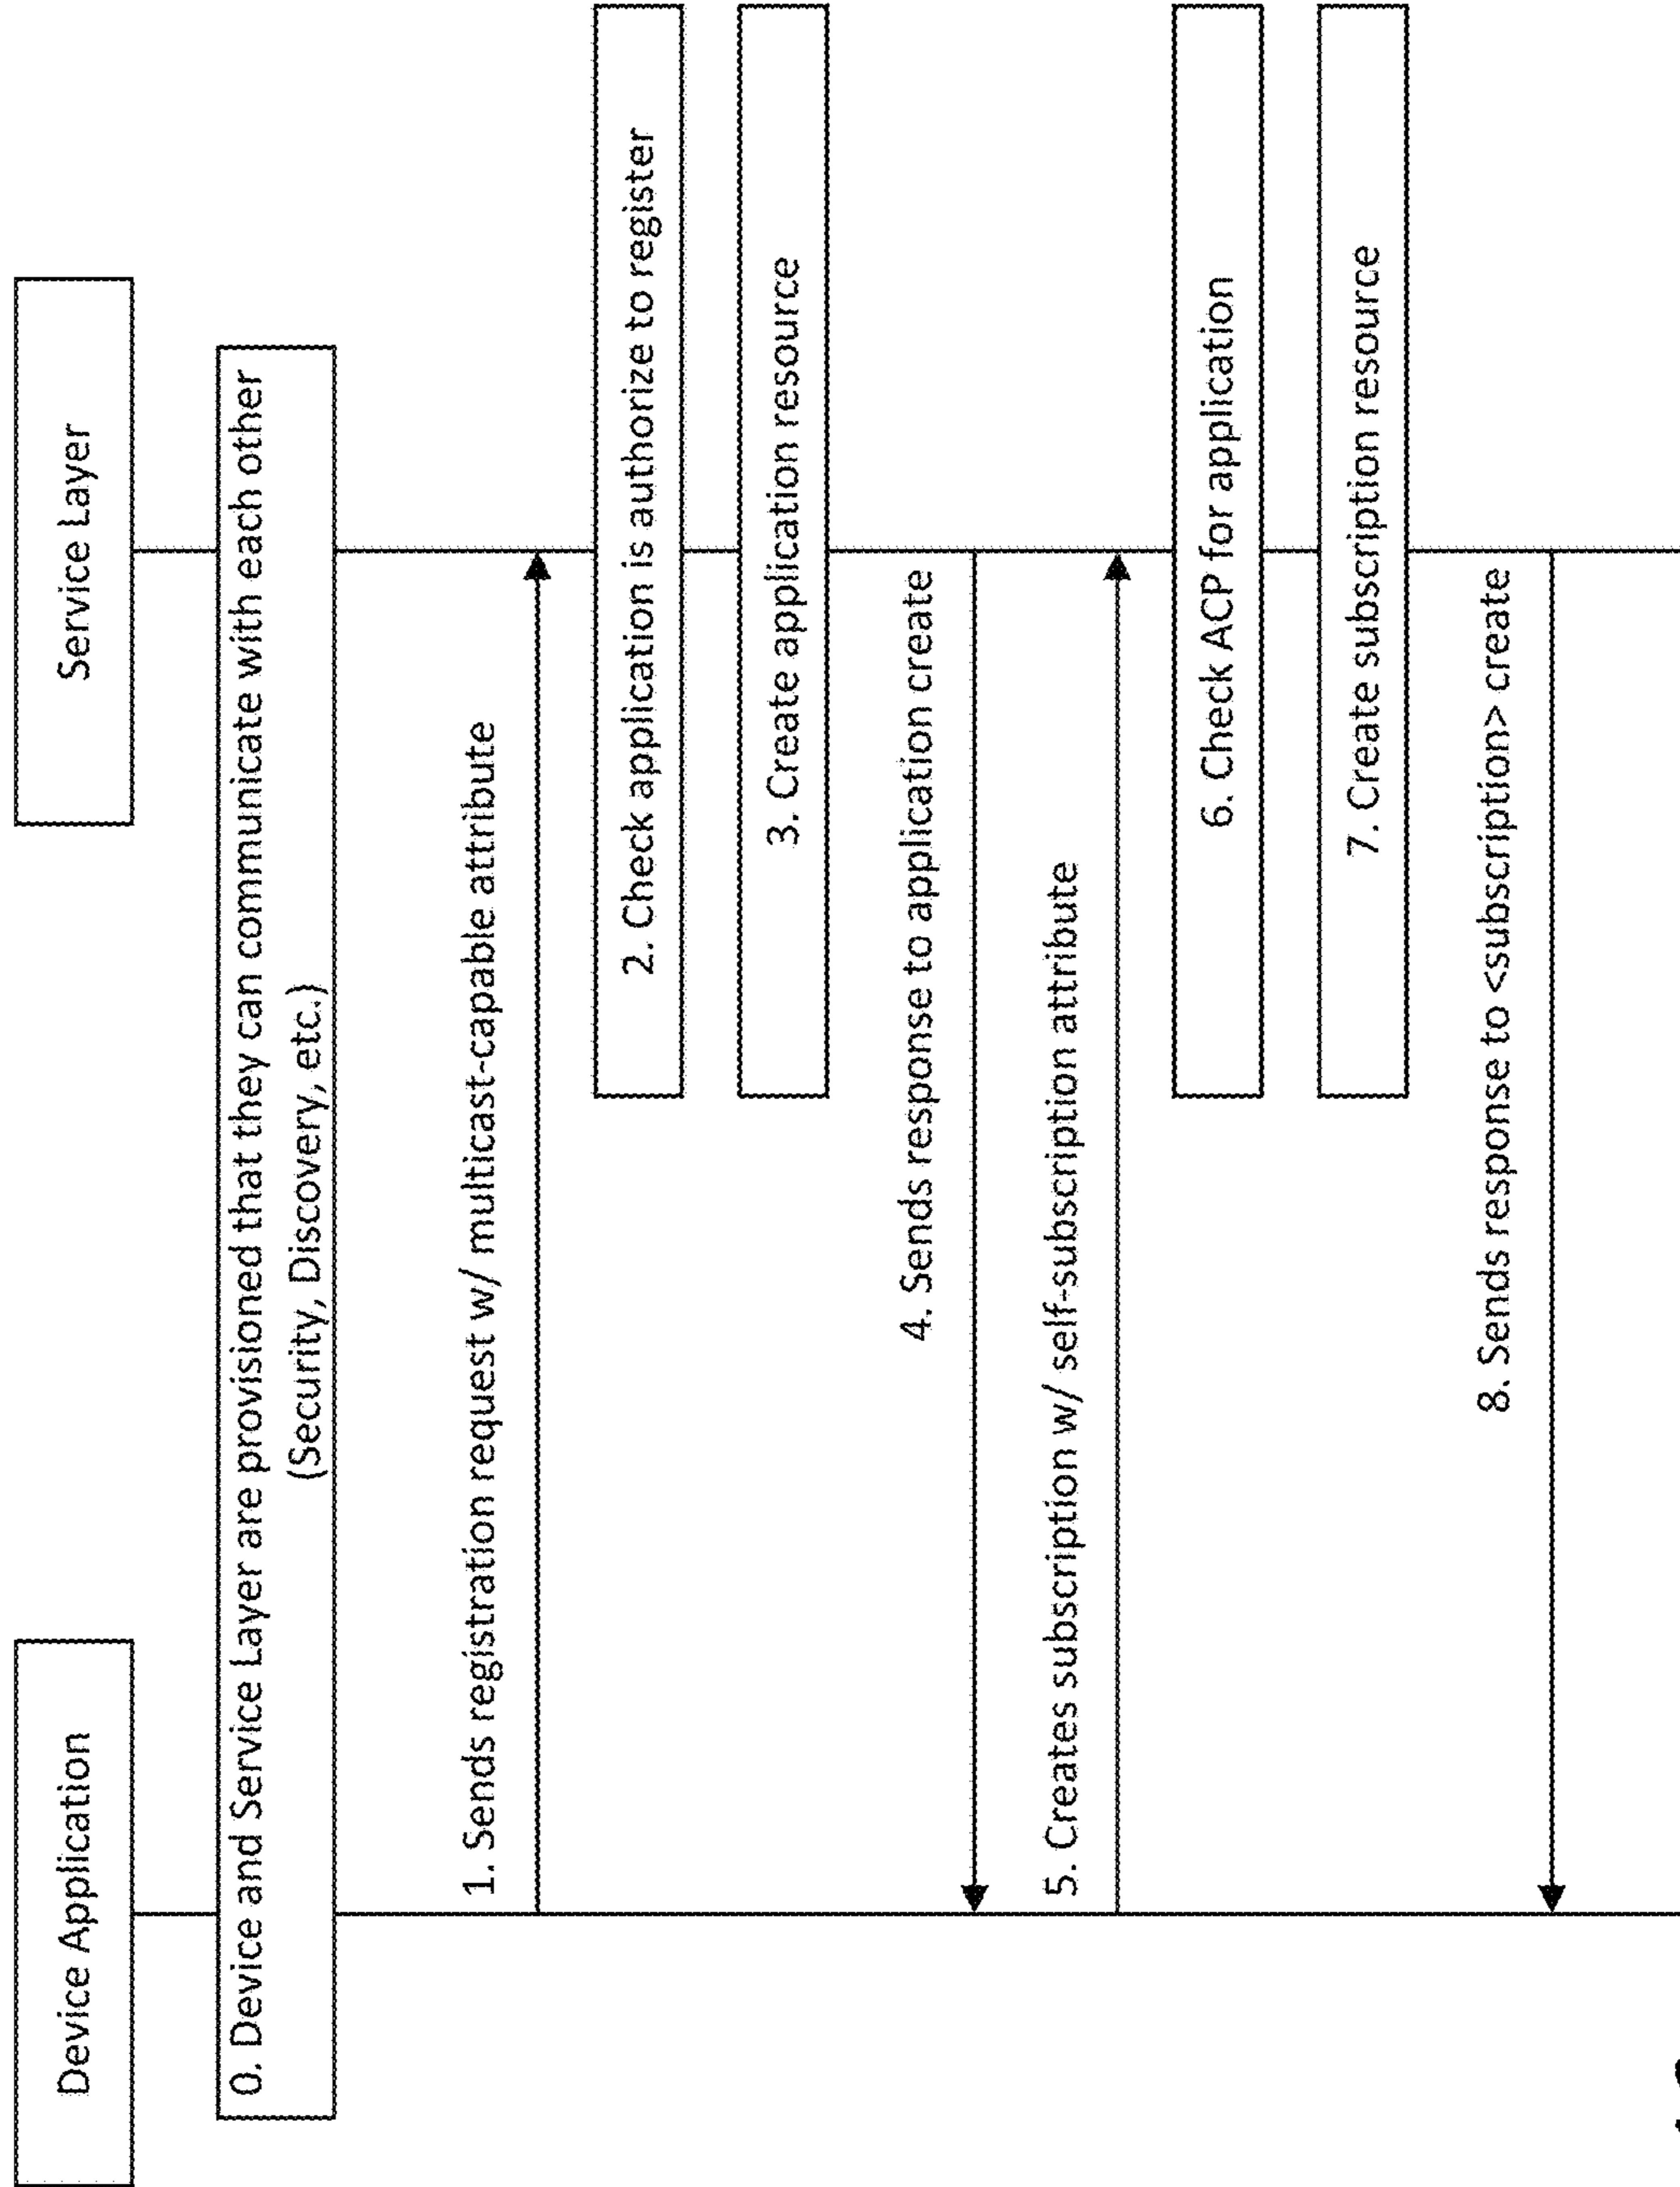 Device Application
Service Layer
0. Device and Service Layer are provisioned that they can communicate with each other
(Security, Discovery, etc.)
1. Sends registration request w/ multicast-capable attribute
2. Check application is authorize to register
3. Create application resource
4. Sends response to application create
5. Creates subscription w/ self-subscription attribute
6. Check ACP for application
7. Create subscription resource
8. Sends response to <subscription> create